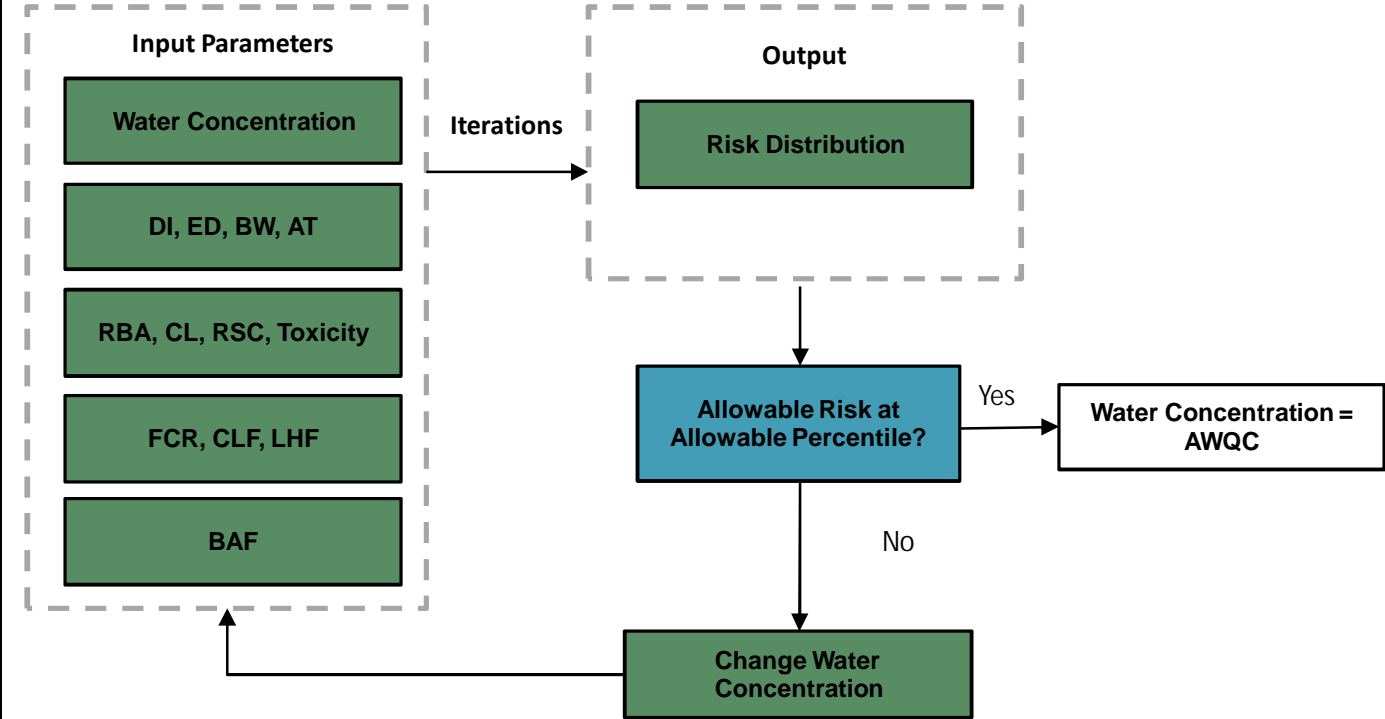 Input Parameters
Water Concentration
DI, ED, BW, AT
RBA, CL, RSC, Toxicity
FCR, CLF, LHF
BAF
Iterations
Output
Risk Distribution
Allowable Risk at
Allowable Percentile?
Yes
Water Concentration =
AWQC
No
Change Water
Concentration